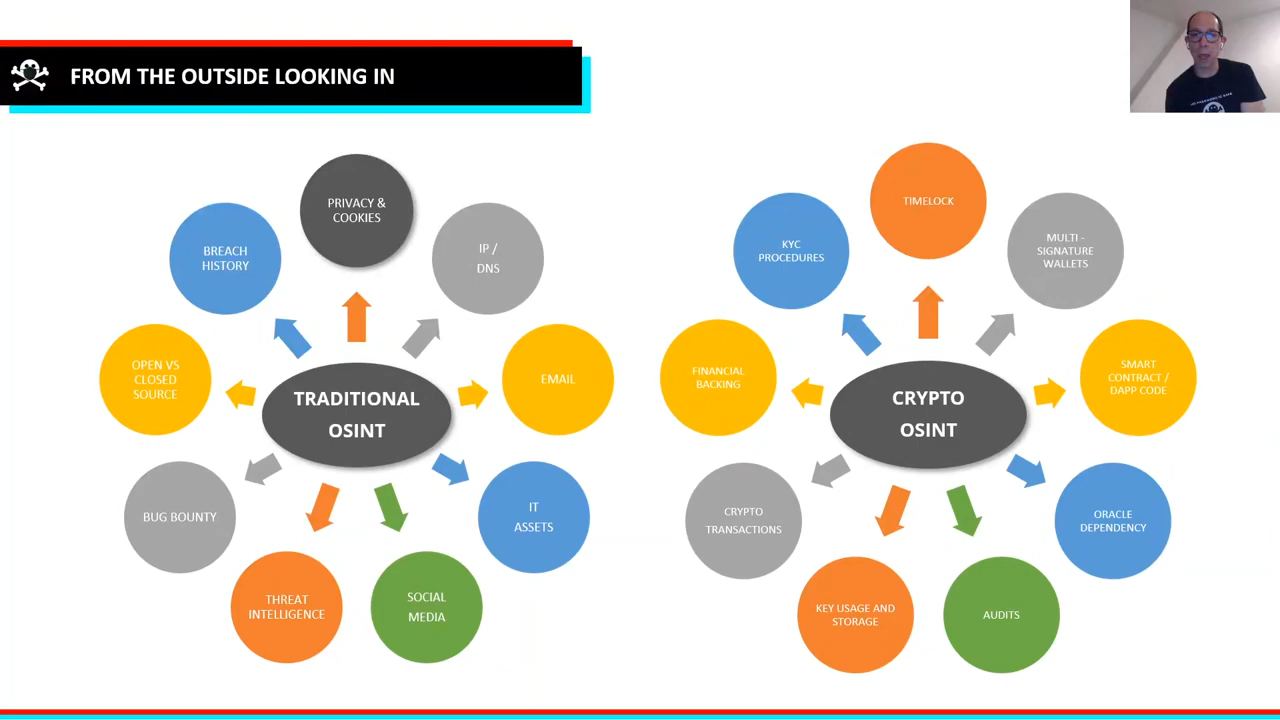 FROM THE OUTSIDE LOOKING IN
PRIVACY &
COOKIES
IP /
DNS
EMAIL
IT
ASSETS
SOCIAL
MEDIA
THREAT
INTELLIGENCE
BUG BOUNTY
OPEN VS
CLOSED
SOURCE
BREACH
HISTORY
TRADITIONAL
OSINT
TIMELOCK
MULTI -
SIGNATURE
WALLETS
SMART
CONTRACT /
DAPP CODE
ORACLE
DEPENDENCY
AUDITS
KEY USAGE AND
STORAGE
CRYPTO
TRANSACTIONS
FINANCIAL
BACKING
KYC
PROCEDURES
CRYPTO
OSINT